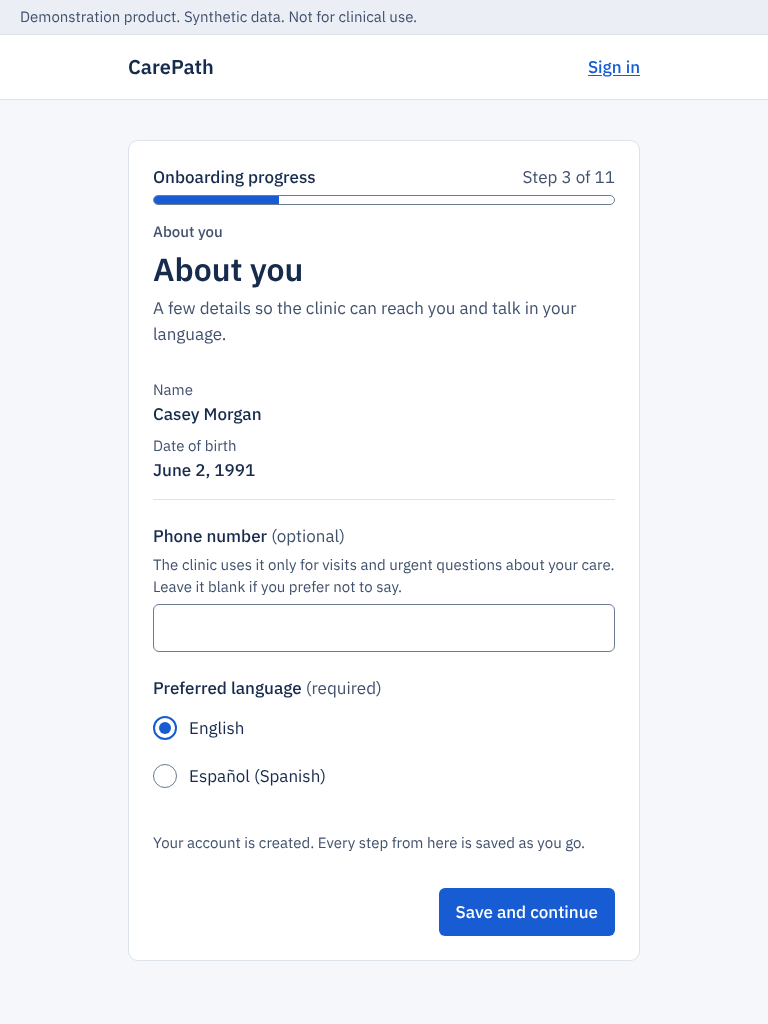 Demonstration product. Synthetic data. Not for clinical use.
CarePath
Sign in
Onboarding progress
Step 3 of 11
About you
About you
A few details so the clinic can reach you and talk in your
language.
Name
Casey Morgan
Date of birth
June 2, 1991
Phone number (optional)
The clinic uses it only for visits and urgent questions about your care.
Leave it blank if you prefer not to say.
Preferred language (required)
English
Español (Spanish)
Your account is created. Every step from here is saved as you go.
Save and continue